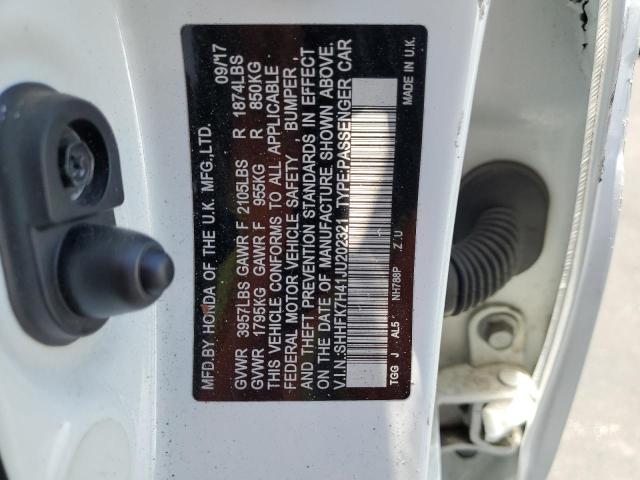 MFD.BY HONDA OF THE U.K. MFG.,LTD. 09/17
GVWR 3957LBS GAWR F 2105LBS R 1874LBS
GVWR 1795KG GAWR F 955KG R 850KG
THIS VEHICLE CONFORMS TO ALL APPLICABLE
FEDERAL MOTOR VEHICLE SAFETY , BUMPER ,
AND THEFT PREVENTION STANDARDS IN EFFECT
ON THE DATE OF MANUFACTURE SHOWN ABOVE.
V.I.N.:SHHFK7H41JU202321 TYPE:PASSENGER CAR
MADE IN U.K.
TGG J AL5 NH788P